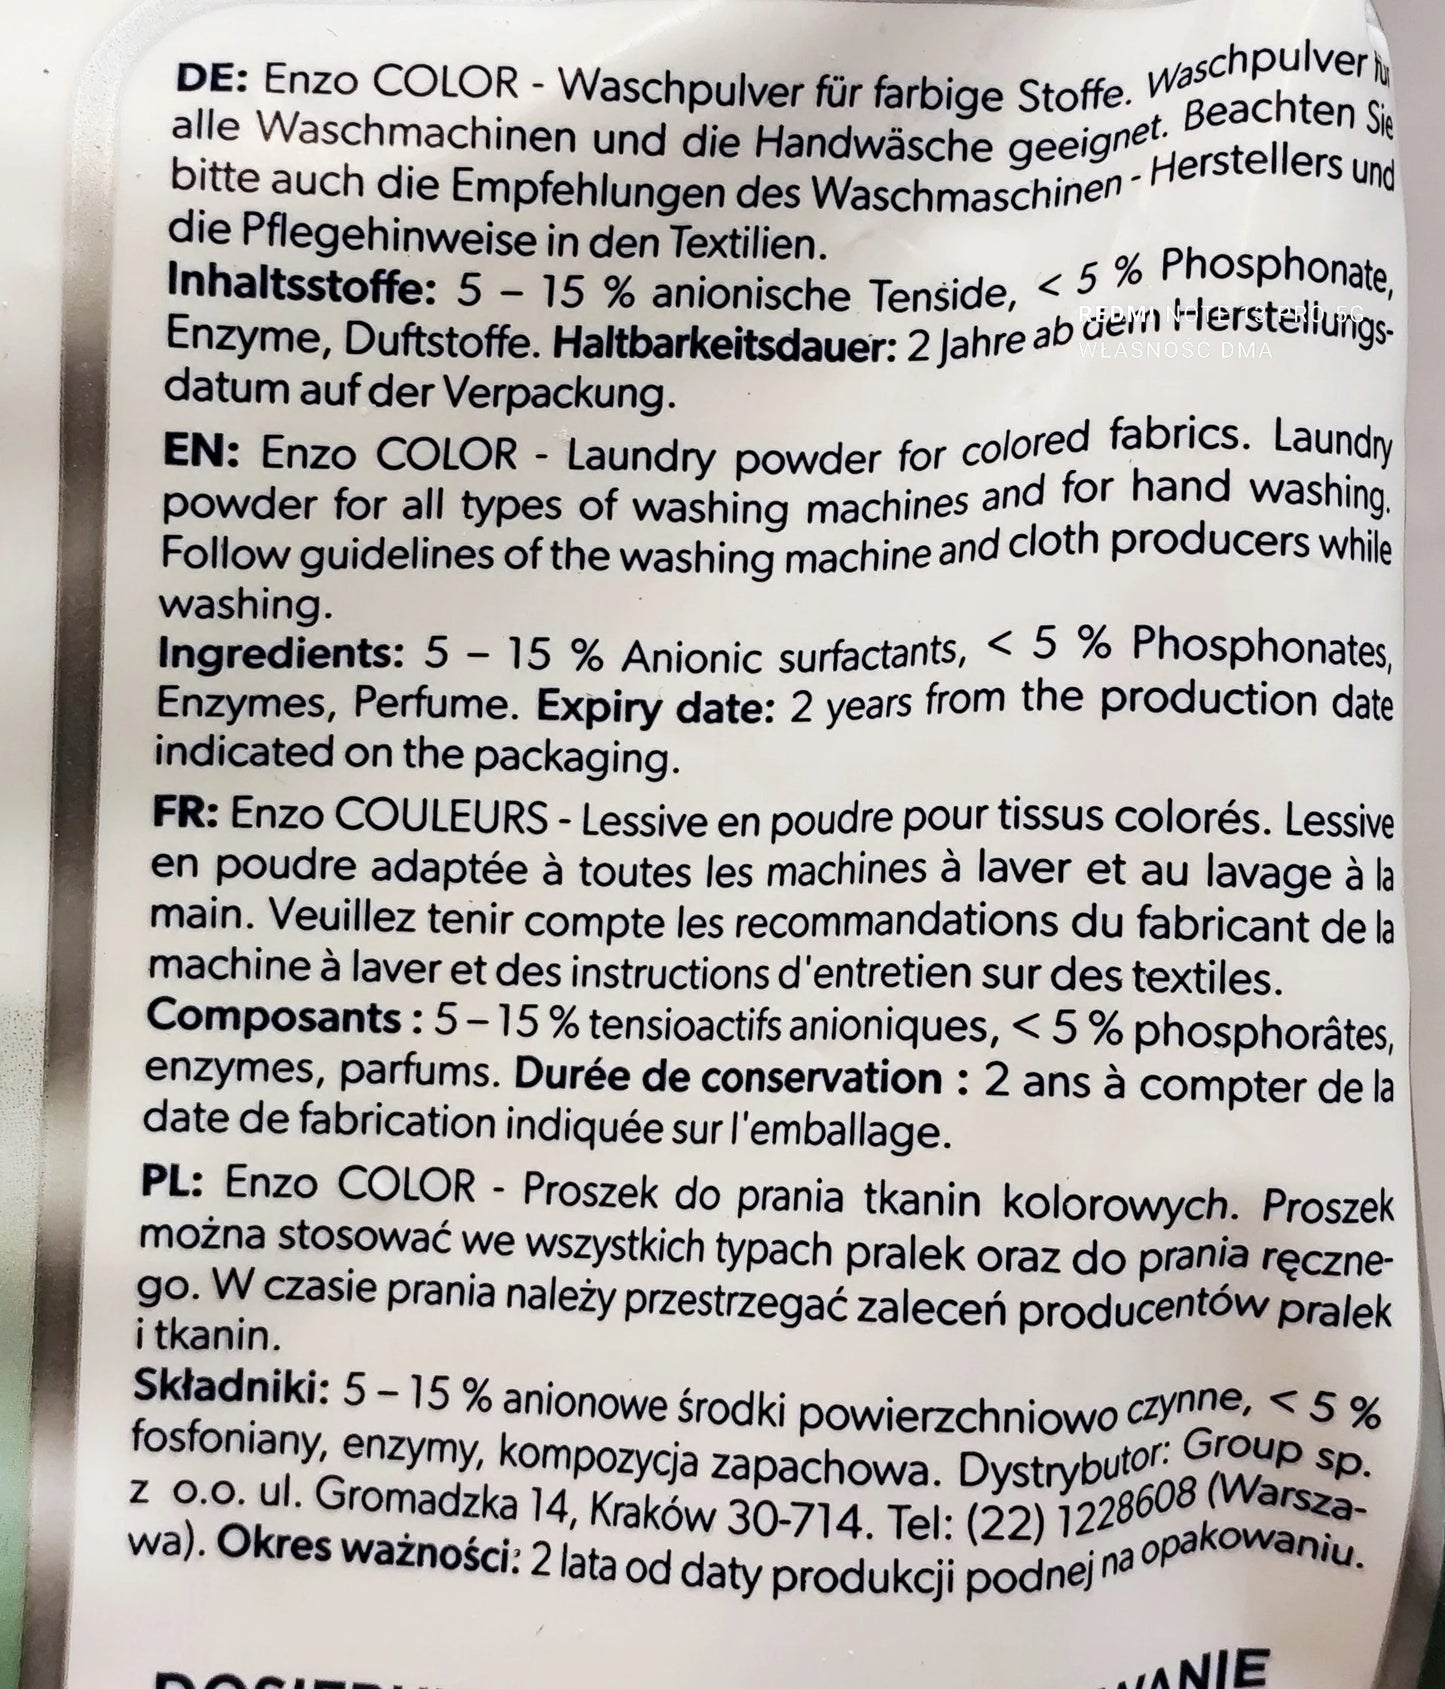 DE: Enzo COLOR - Waschpulver für farbige Stoffe. Waschpulver für
alle Waschmachinen und die Handwäsche geeignet. Beachten Sie
bitte auch die Empfehlungen des Waschmaschinen - Herstellers und
die Pflegehinweise in den Textilien.
Inhaltsstoffe: 5 – 15 % anionische Tenside, < 5 % Phosphonate,
Enzyme, Duftstoffe. Haltbarkeitsdauer: 2 Jahre ab dem Herstellungs-
datum auf der Verpackung.
REDMI NOTE 13 PRO 5G
WŁASNOŚĆ DMA
EN: Enzo COLOR - Laundry powder for colored fabrics. Laundry
powder for all types of washing machines and for hand washing.
Follow guidelines of the washing machine and cloth producers while
washing.
Ingredients: 5 – 15 % Anionic surfactants, < 5 % Phosphonates,
Enzymes, Perfume. Expiry date: 2 years from the production date
indicated on the packaging.
FR: Enzo COULEURS - Lessive en poudre pour tissus colorés. Lessive
en poudre adaptée à toutes les machines à laver et au lavage à la
main. Veuillez tenir compte les recommandations du fabricant de la
machine à laver et des instructions d'entretien sur des textiles.
Composants : 5 – 15 % tensioactifs anioniques, < 5 % phosphorâtes,
enzymes, parfums. Durée de conservation : 2 ans à compter de la
date de fabrication indiquée sur l'emballage.
PL: Enzo COLOR - Proszek do prania tkanin kolorowych. Proszek
można stosować we wszystkich typach pralek oraz do prania ręczne-
go. W czasie prania należy przestrzegać zaleceń producentów pralek
i tkanin.
Składniki: 5 – 15 % anionowe środki powierzchniowo czynne, < 5 %
fosfoniany, enzymy, kompozycja zapachowa. Dystrybutor: Group sp.
z o.o. ul. Gromadzka 14, Kraków 30-714. Tel: (22) 1228608 (Warsza-
wa). Okres ważności: 2 lata od daty produkcji podnej na opakowaniu.